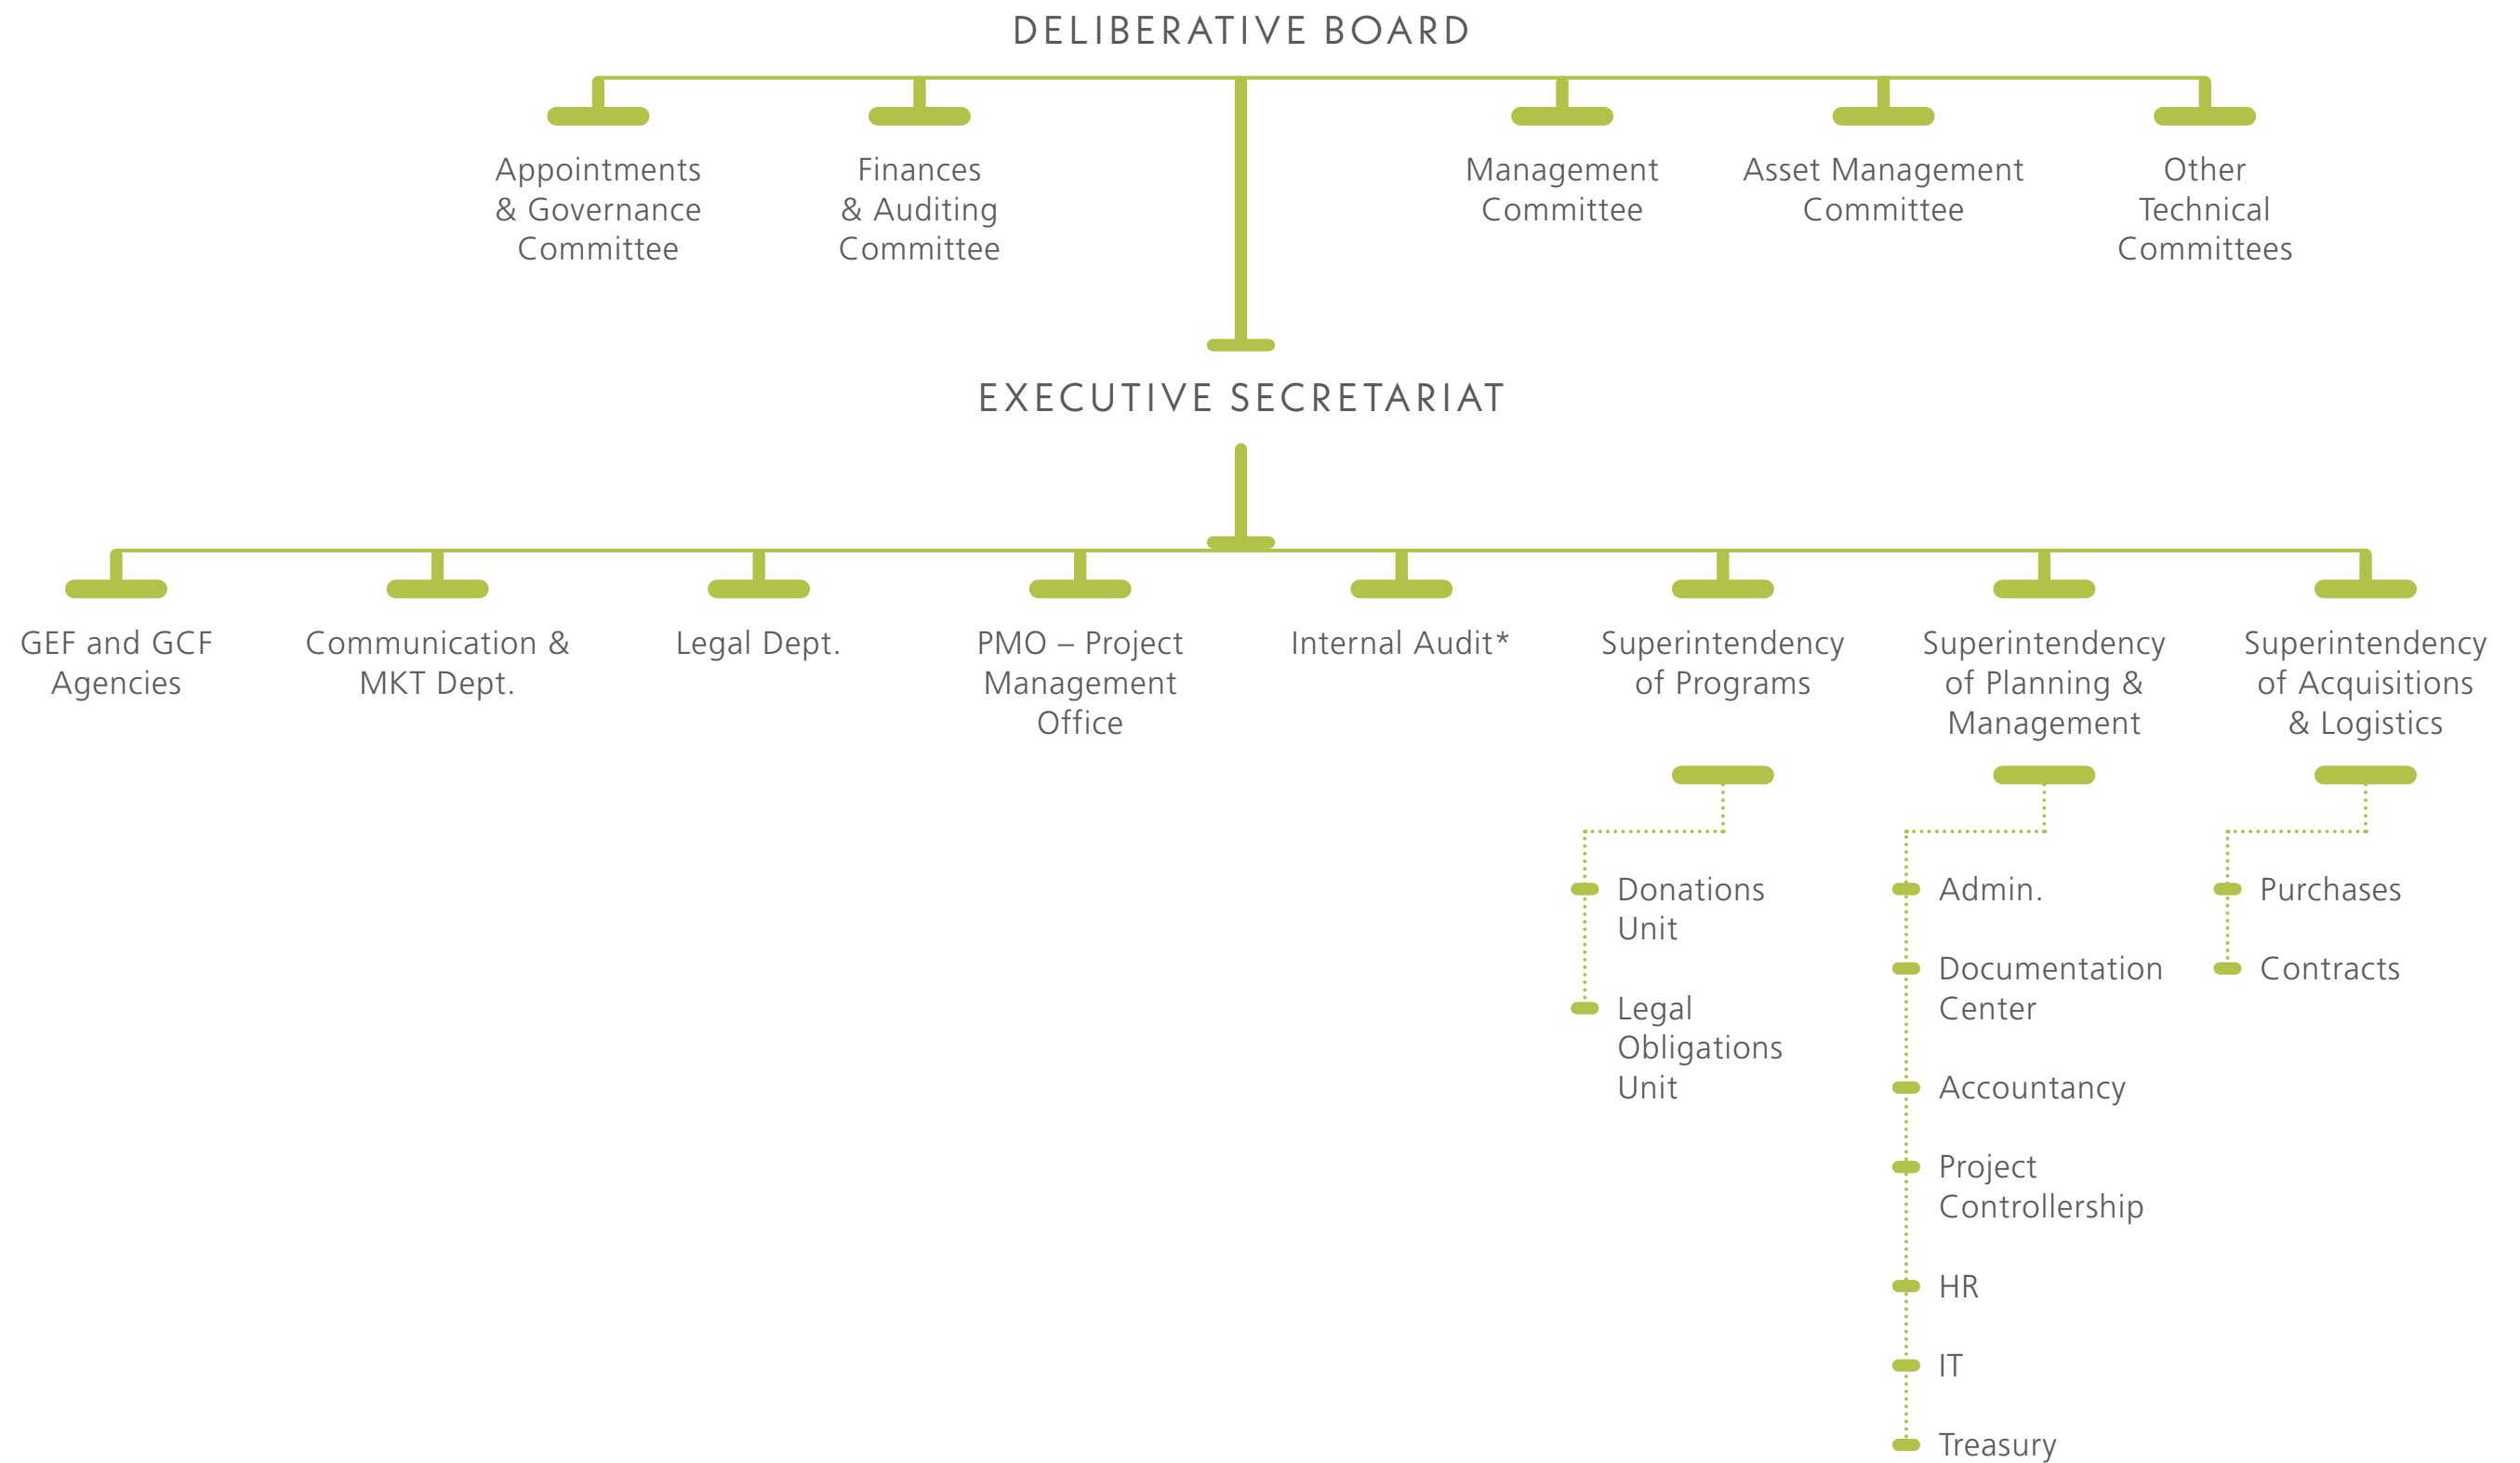 DELIBERATIVE BOARD
Appointments
& Governance
Committee
Finances
& Auditing
Committee
Management
Committee
Asset Management
Committee
Other
Technical
Committees
EXECUTIVE SECRETARIAT
GEF and GCF
Agencies
Communication &
MKT Dept.
Legal Dept.
PMO – Project
Management
Office
Internal Audit*
Superintendency
of Programs
Superintendency
of Planning &
Management
Superintendency
of Acquisitions
& Logistics
Donations
Unit
Legal
Obligations
Unit
Admin.
Documentation
Center
Accountancy
Project
Controllership
HR
IT
Treasury
Purchases
Contracts